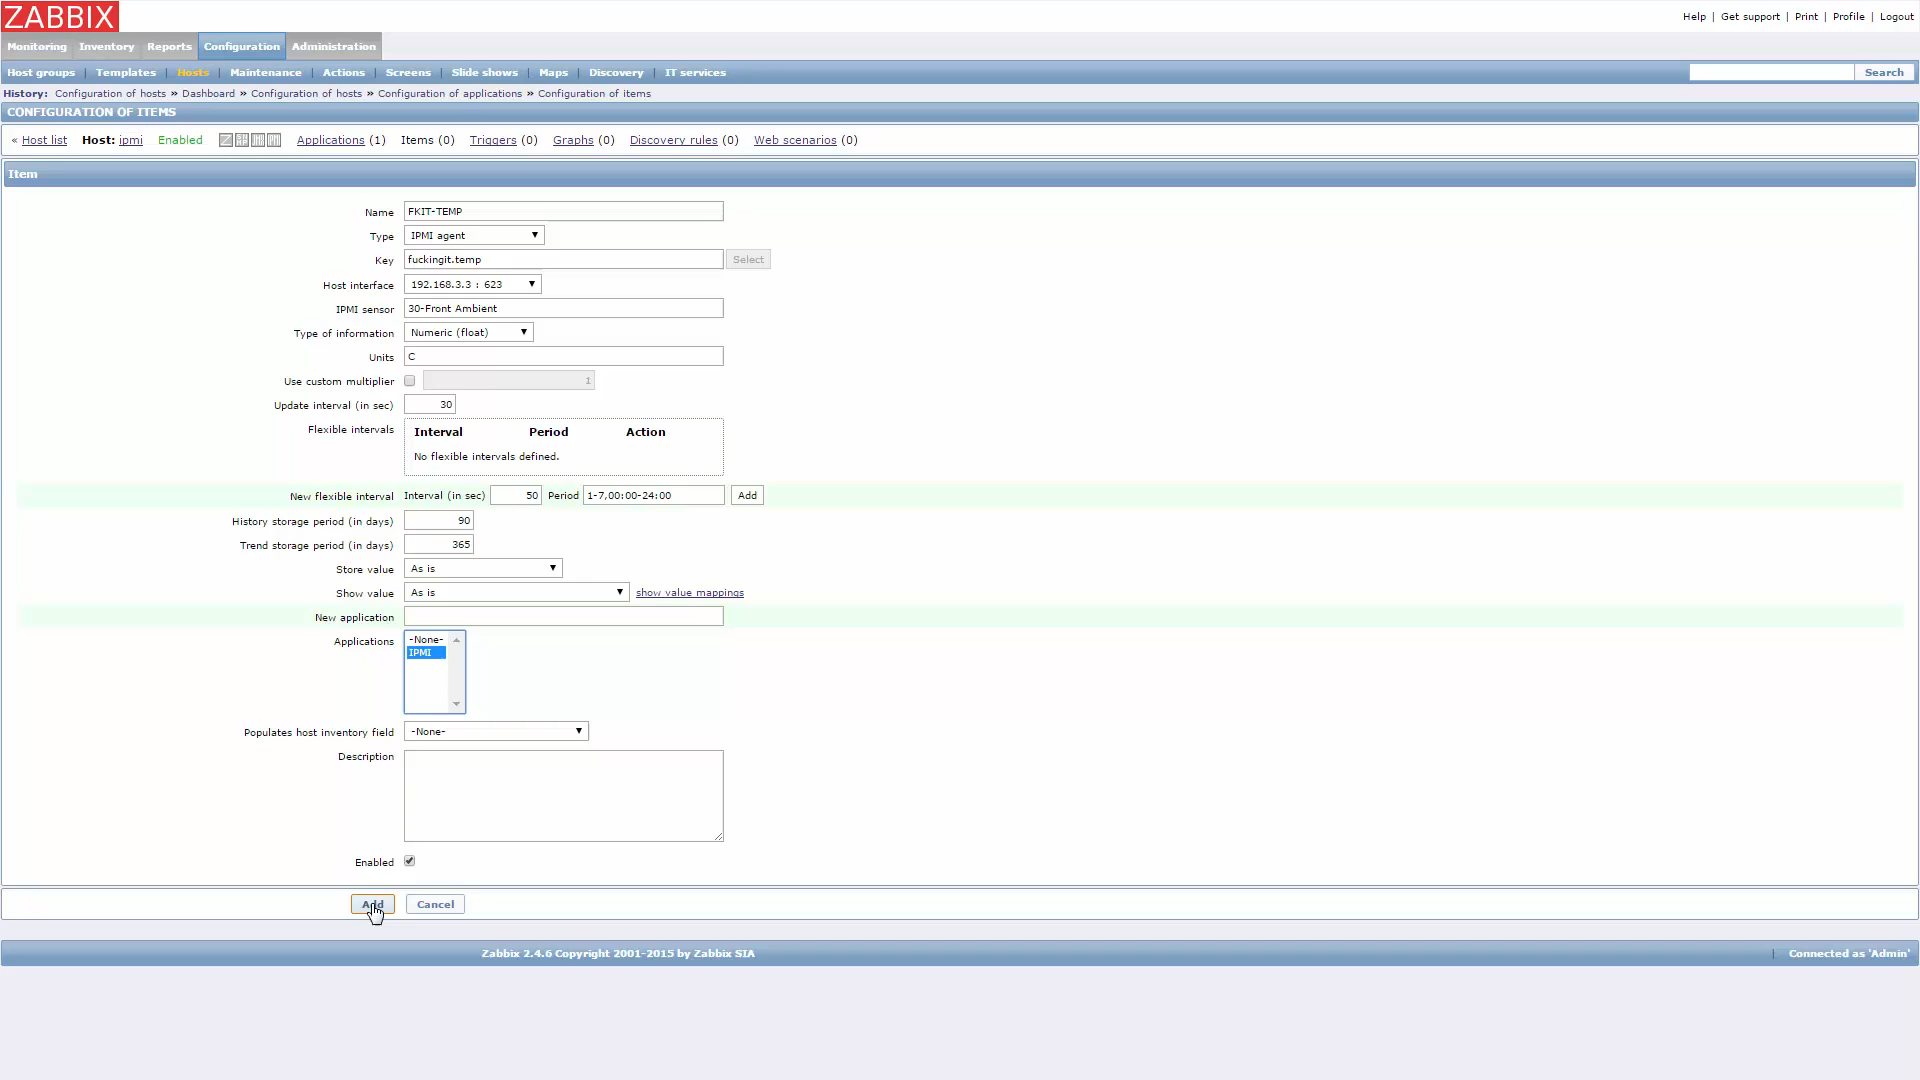 ZABBIX
Help | Get support | Print | Profile | Logout
Monitoring Inventory Reports Configuration Administration
Host groups | Templates | Hosts | Maintenance | Actions | Screens | Slide shows | Maps | Discovery | IT services Search
History: Configuration of hosts » Dashboard » Configuration of hosts » Configuration of applications » Configuration of items
CONFIGURATION OF ITEMS
« Host list Host: ipmi Enabled Applications (1) Items (0) Triggers (0) Graphs (0) Discovery rules (0) Web scenarios (0)
Item
Name FKIT-TEMP
Type IPMI agent
Key fuckingit.temp Select
Host interface 192.168.3.3 : 623
IPMI sensor 30-Front Ambient
Type of information Numeric (float)
Units C
Use custom multiplier 1
Update interval (in sec) 30
Flexible intervals Interval Period Action
No flexible intervals defined.
New flexible interval Interval (in sec) 50 Period 1-7,00:00-24:00 Add
History storage period (in days) 90
Trend storage period (in days) 365
Store value As is
Show value As is show value mappings
New application
Applications -None-
IPMI
Populates host inventory field -None-
Description
Enabled
Add Cancel
Zabbix 2.4.6 Copyright 2001-2015 by Zabbix SIA | Connected as 'Admin'